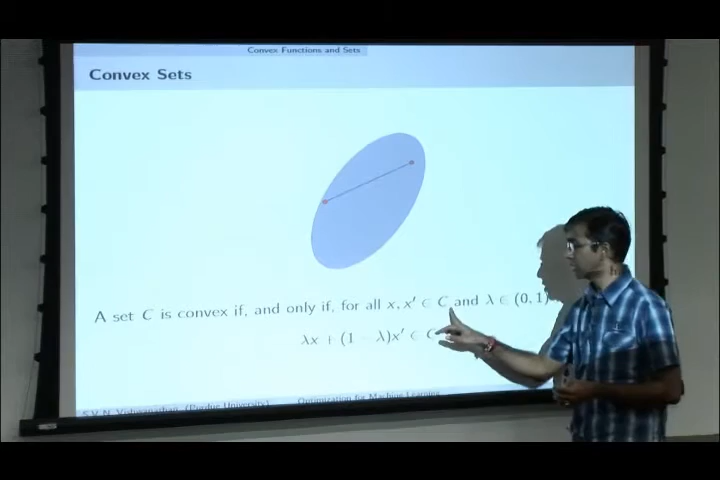 Convex Functions and Sets
Convex Sets
A set C is convex if, and only if, for all x, x′ ∈ C and λ ∈ (0, 1)
λx + (1 − λ)x′ ∈ C
S.V.N. Vishwanathan (Purdue University) Optimization for Machine Learning